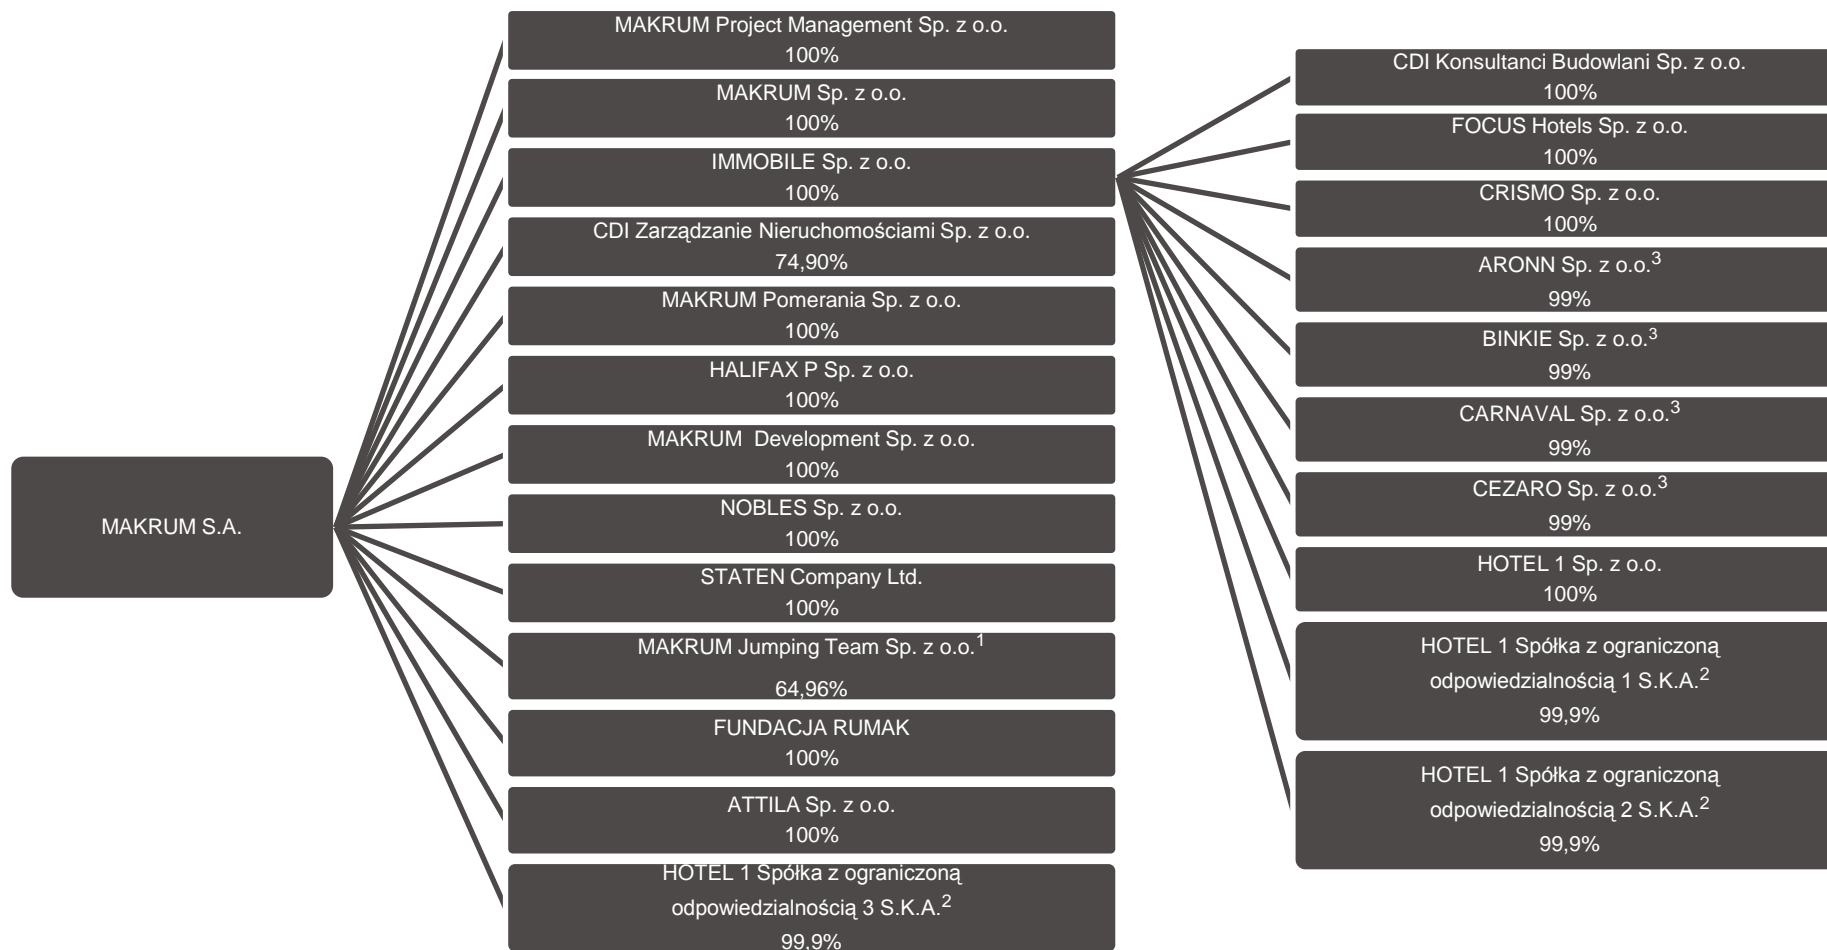 MAKRUM S.A.
MAKRUM Project Management Sp. z o.o.
100%
MAKRUM Sp. z o.o.
100%
IMMOBILE Sp. z o.o.
100%
CDI Zarządzanie Nieruchomościami Sp. z o.o.
74,90%
MAKRUM Pomerania Sp. z o.o.
100%
HALIFAX P Sp. z o.o.
100%
MAKRUM  Development Sp. z o.o.
100%
NOBLES Sp. z o.o.
100%
STATEN Company Ltd.
100%
MAKRUM Jumping Team Sp. z o.o.¹
64,96%
FUNDACJA RUMAK
100%
ATTILA Sp. z o.o.
100%
HOTEL 1 Spółka z ograniczoną
odpowiedzialnością 3 S.K.A.²
99,9%
CDI Konsultanci Budowlani Sp. z o.o.
100%
FOCUS Hotels Sp. z o.o.
100%
CRISMO Sp. z o.o.
100%
ARONN Sp. z o.o.³
99%
BINKIE Sp. z o.o.³
99%
CARNAVAL Sp. z o.o.³
99%
CEZARO Sp. z o.o.³
99%
HOTEL 1 Sp. z o.o.
100%
HOTEL 1 Spółka z ograniczoną
odpowiedzialnością 1 S.K.A.²
99,9%
HOTEL 1 Spółka z ograniczoną
odpowiedzialnością 2 S.K.A.²
99,9%